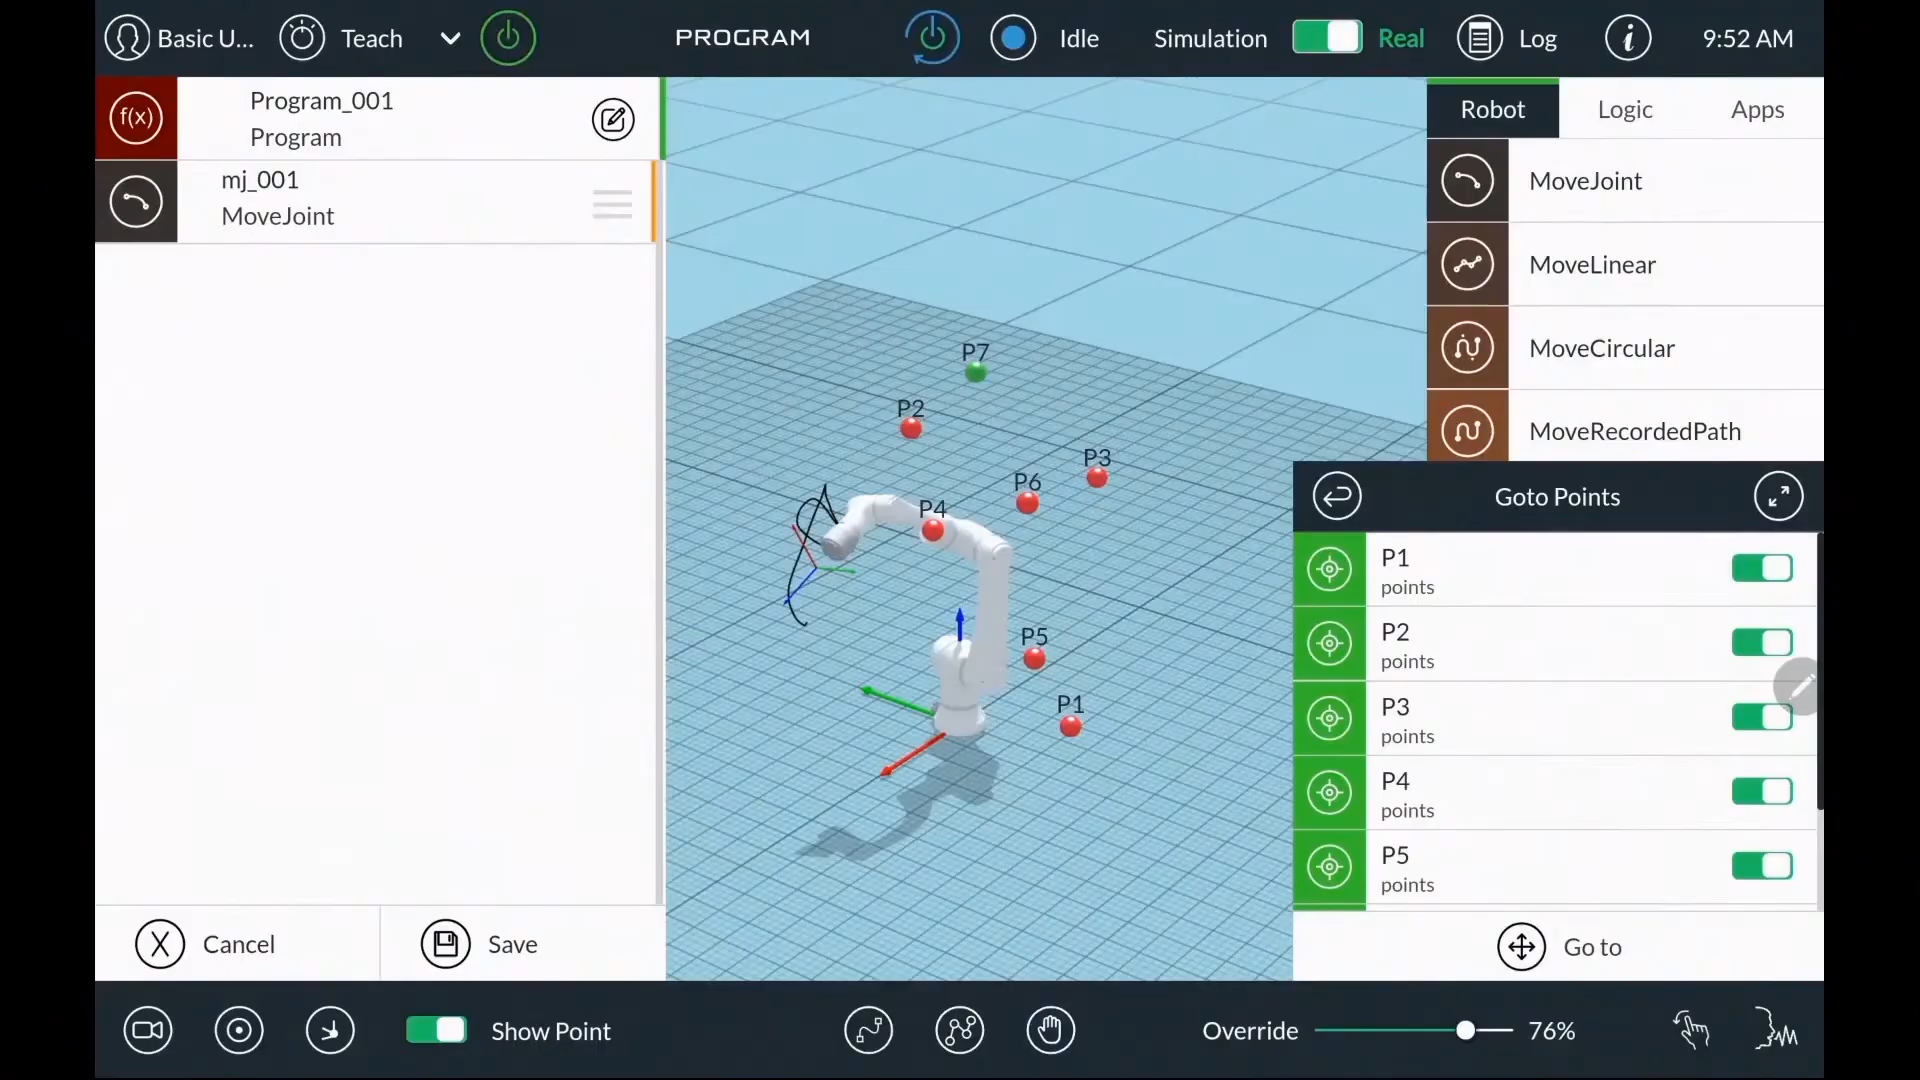 Basic U...
Teach
PROGRAM
Idle
Simulation
Real
Log
i
9:52 AM
f(x)
Program_001
Program
mj_001
MoveJoint
Robot
Logic
Apps
MoveJoint
MoveLinear
MoveCircular
MoveRecordedPath
P7
P2
P3
P6
P4
P5
P1
Goto Points
P1
points
P2
points
P3
points
P4
points
P5
points
X Cancel
Save
Go to
Show Point
Override
76%